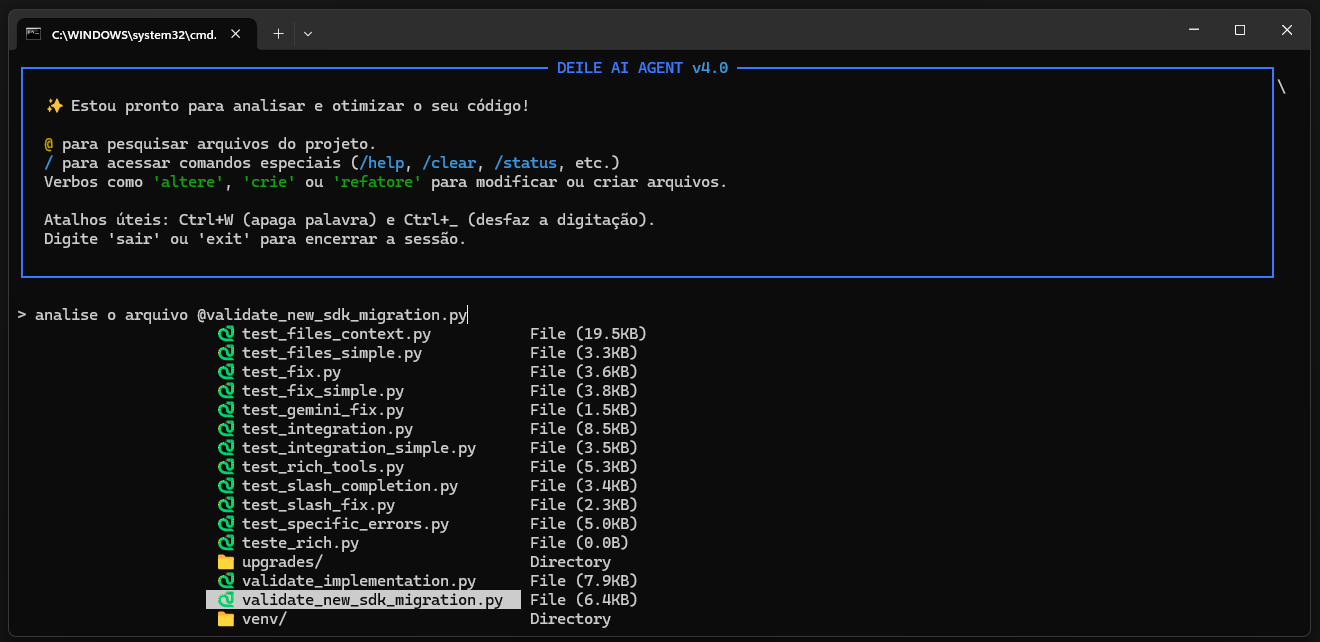 C:\WINDOWS\system32\cmd.
DEILE AI AGENT v4.0
\
✨ Estou pronto para analisar e otimizar o seu código!
@ para pesquisar arquivos do projeto.
/ para acessar comandos especiais (/help, /clear, /status, etc.)
Verbos como 'altere', 'crie' ou 'refatore' para modificar ou criar arquivos.
Atalhos úteis: Ctrl+W (apaga palavra) e Ctrl+_ (desfaz a digitação).
Digite 'sair' ou 'exit' para encerrar a sessão.
> analise o arquivo @validate_new_sdk_migration.py
test_files_context.py File (19.5KB)
test_files_simple.py File (3.3KB)
test_fix.py File (3.6KB)
test_fix_simple.py File (3.8KB)
test_gemini_fix.py File (1.5KB)
test_integration.py File (8.5KB)
test_integration_simple.py File (3.5KB)
test_rich_tools.py File (5.3KB)
test_slash_completion.py File (3.4KB)
test_slash_fix.py File (2.3KB)
test_specific_errors.py File (5.0KB)
teste_rich.py File (0.0B)
upgrades/ Directory
validate_implementation.py File (7.9KB)
validate_new_sdk_migration.py File (6.4KB)
venv/ Directory